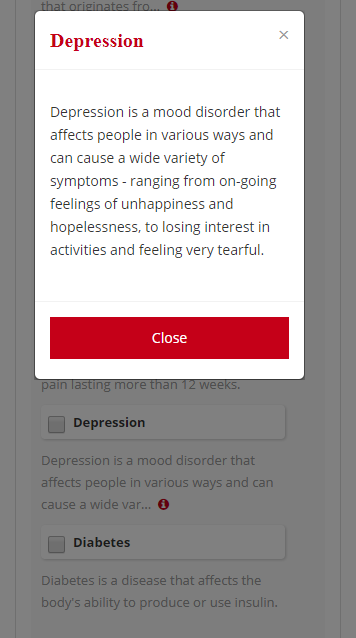 that originates fro...
Depression ×
Depression is a mood disorder that
affects people in various ways and
can cause a wide variety of
symptoms - ranging from on-going
feelings of unhappiness and
hopelessness, to losing interest in
activities and feeling very tearful.
Close
pain lasting more than 12 weeks.
Depression
Depression is a mood disorder that
affects people in various ways and can
cause a wide var...
Diabetes
Diabetes is a disease that affects the
body's ability to produce or use insulin.